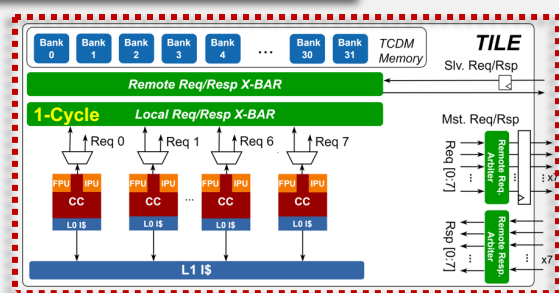 Bank 0
Bank 1
Bank 2
Bank 3
Bank 4
...
Bank 30
Bank 31
TCDM Memory
TILE
Slv. Req/Rsp
Remote Req/Resp X-BAR
1-Cycle Local Req/Resp X-BAR
Mst. Req/Rsp
Req 0
Req 1
Req 6
Req 7
Req [0:7]
Remote Req. Arbiter
x7
FPU IPU
FPU IPU
FPU IPU
FPU IPU
CC
CC
...
CC
CC
L0 I$
L0 I$
L0 I$
L0 I$
Rsp [0:7]
Remote Resp. Arbiter
x7
L1 I$